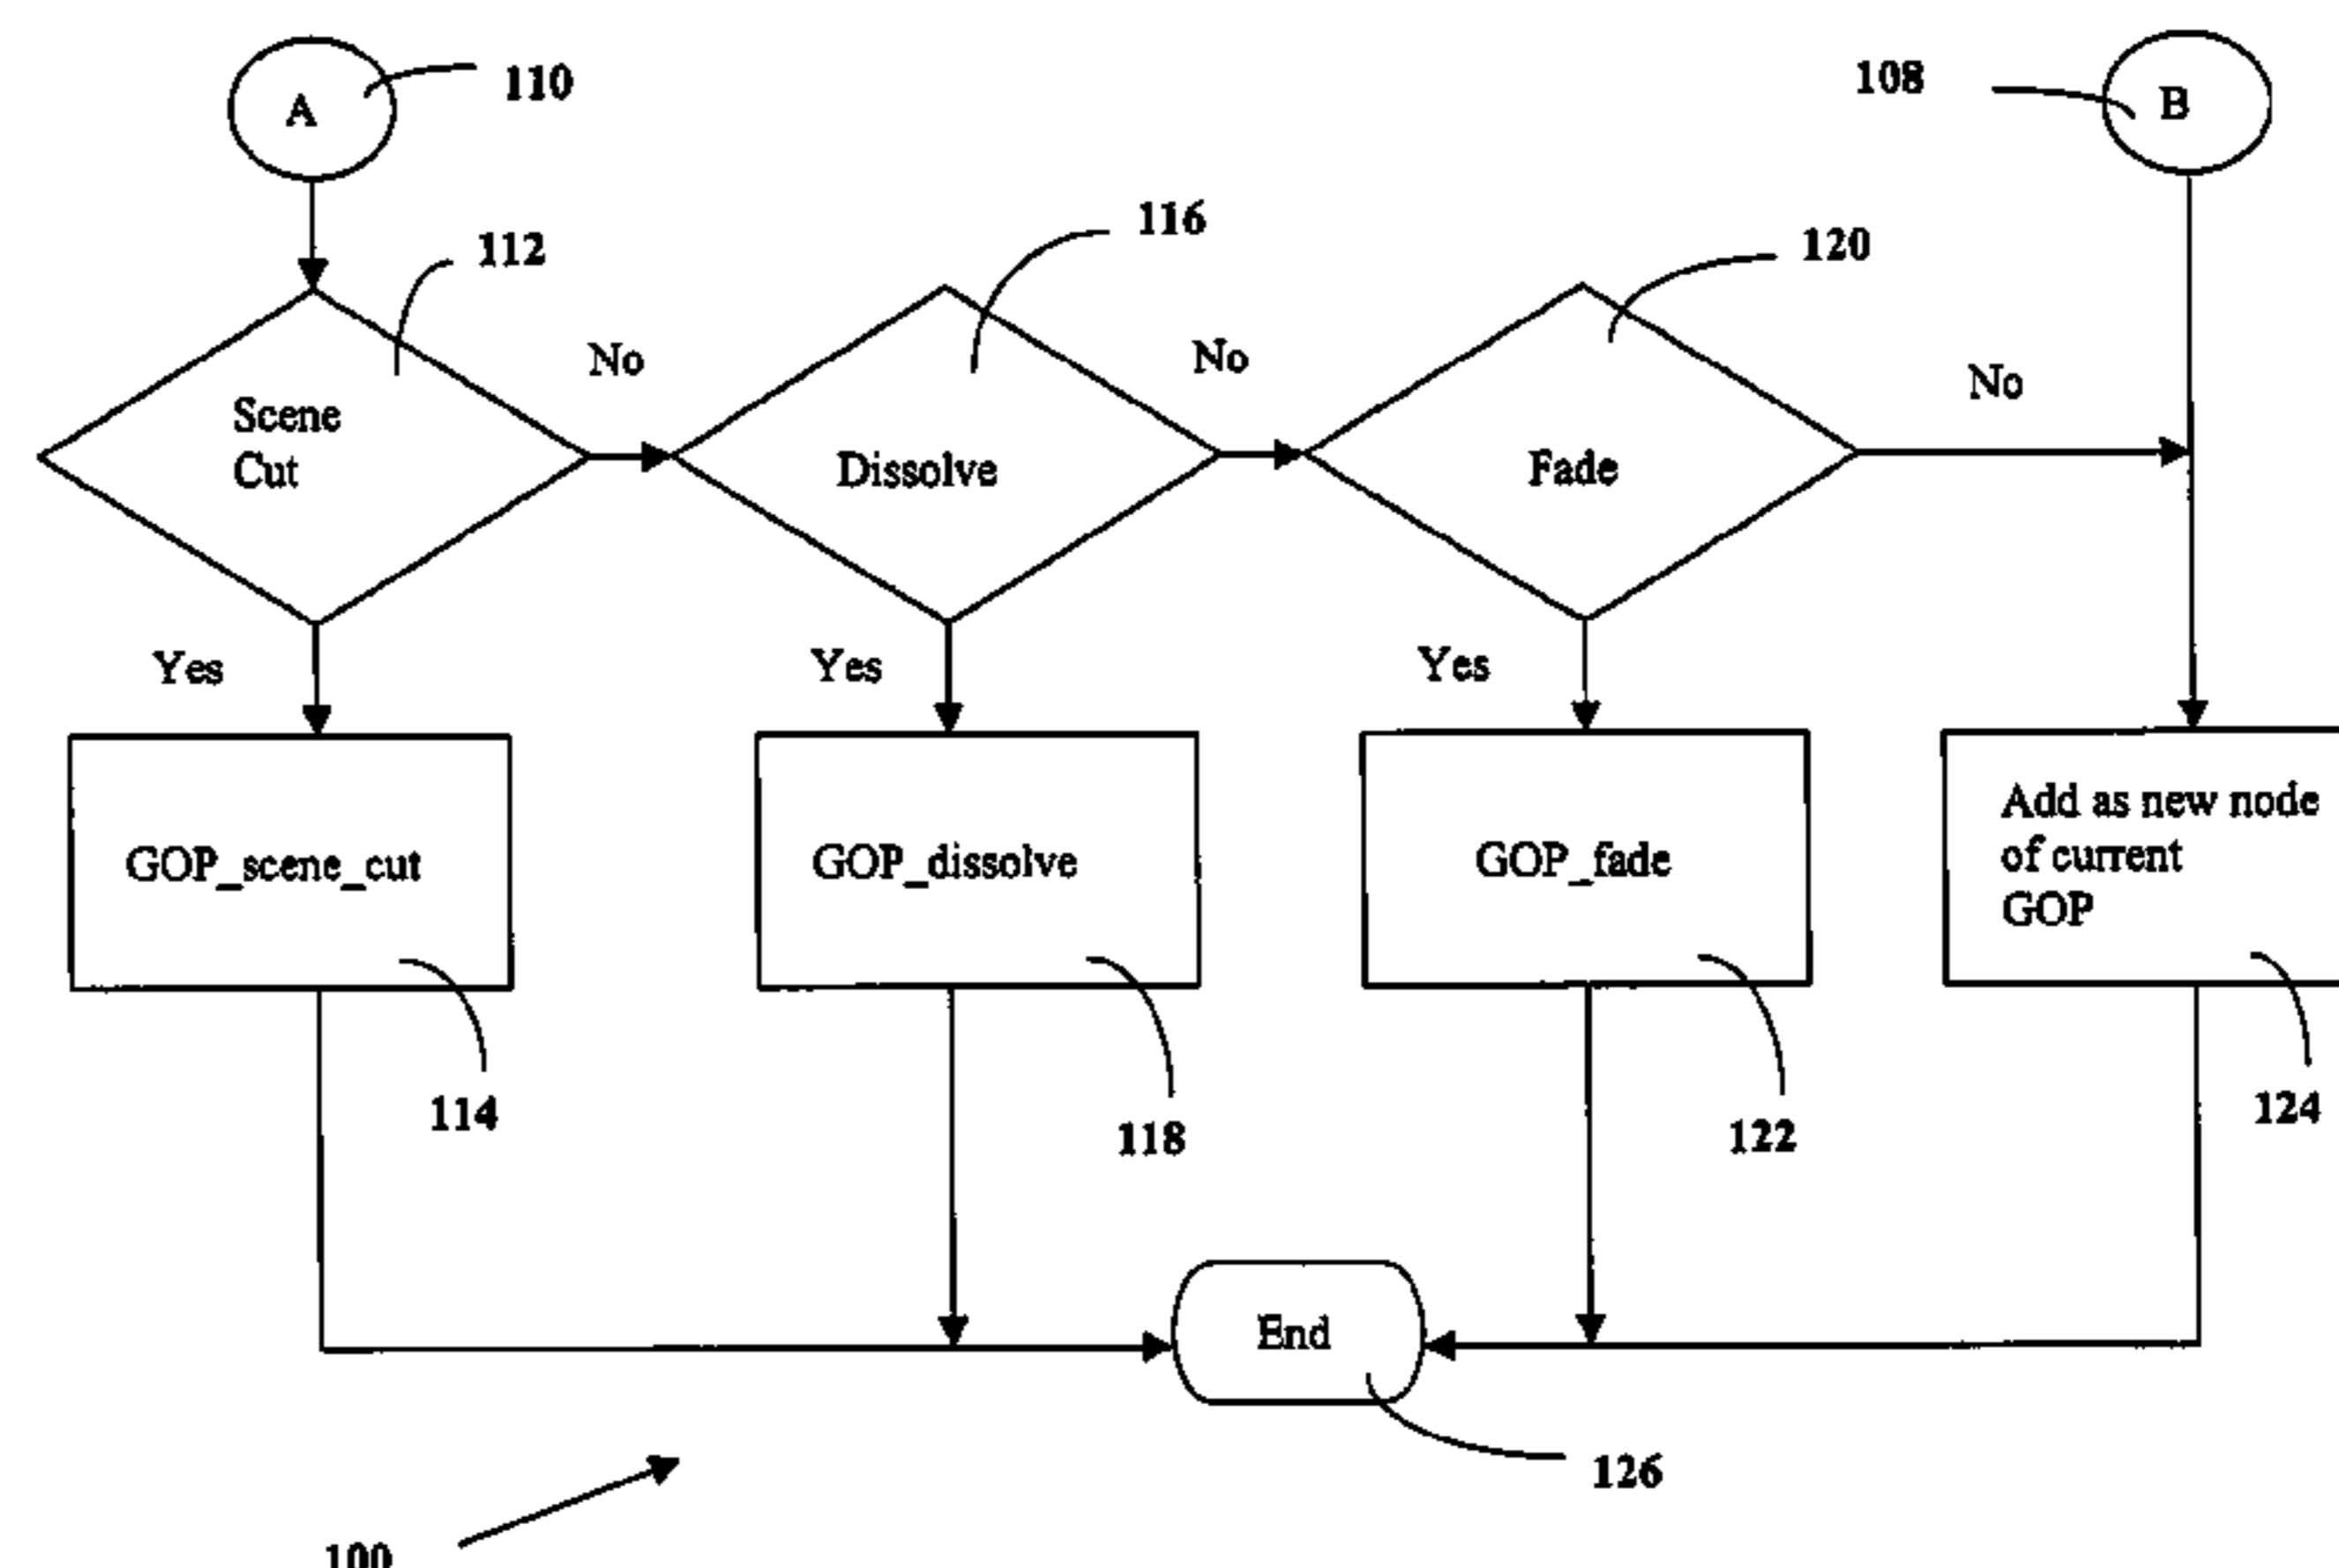 A
110
108
B
112
116
120
No
No
No
Scene
Cut
Dissolve
Fade
Yes
Yes
Yes
GOP_scene_cut
GOP_dissolve
GOP_fade
Add as new node
of current
GOP
114
118
122
124
End
126
100